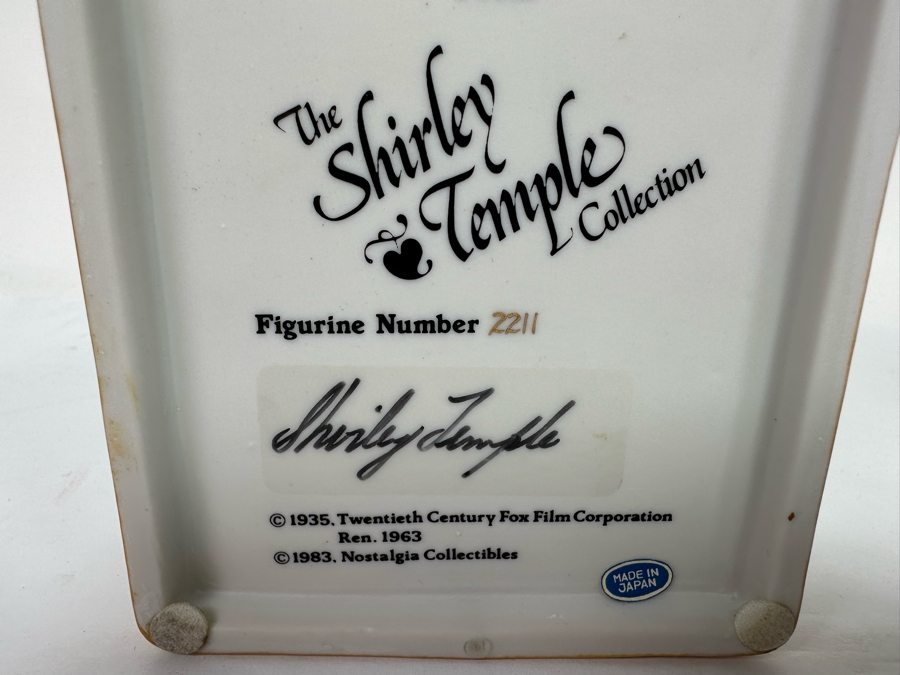 The
Shirley
Temple
Collection
Figurine Number 2211
Shirley Temple
© 1935, Twentieth Century Fox Film Corporation
Ren. 1963
© 1983, Nostalgia Collectibles
MADE IN
JAPAN